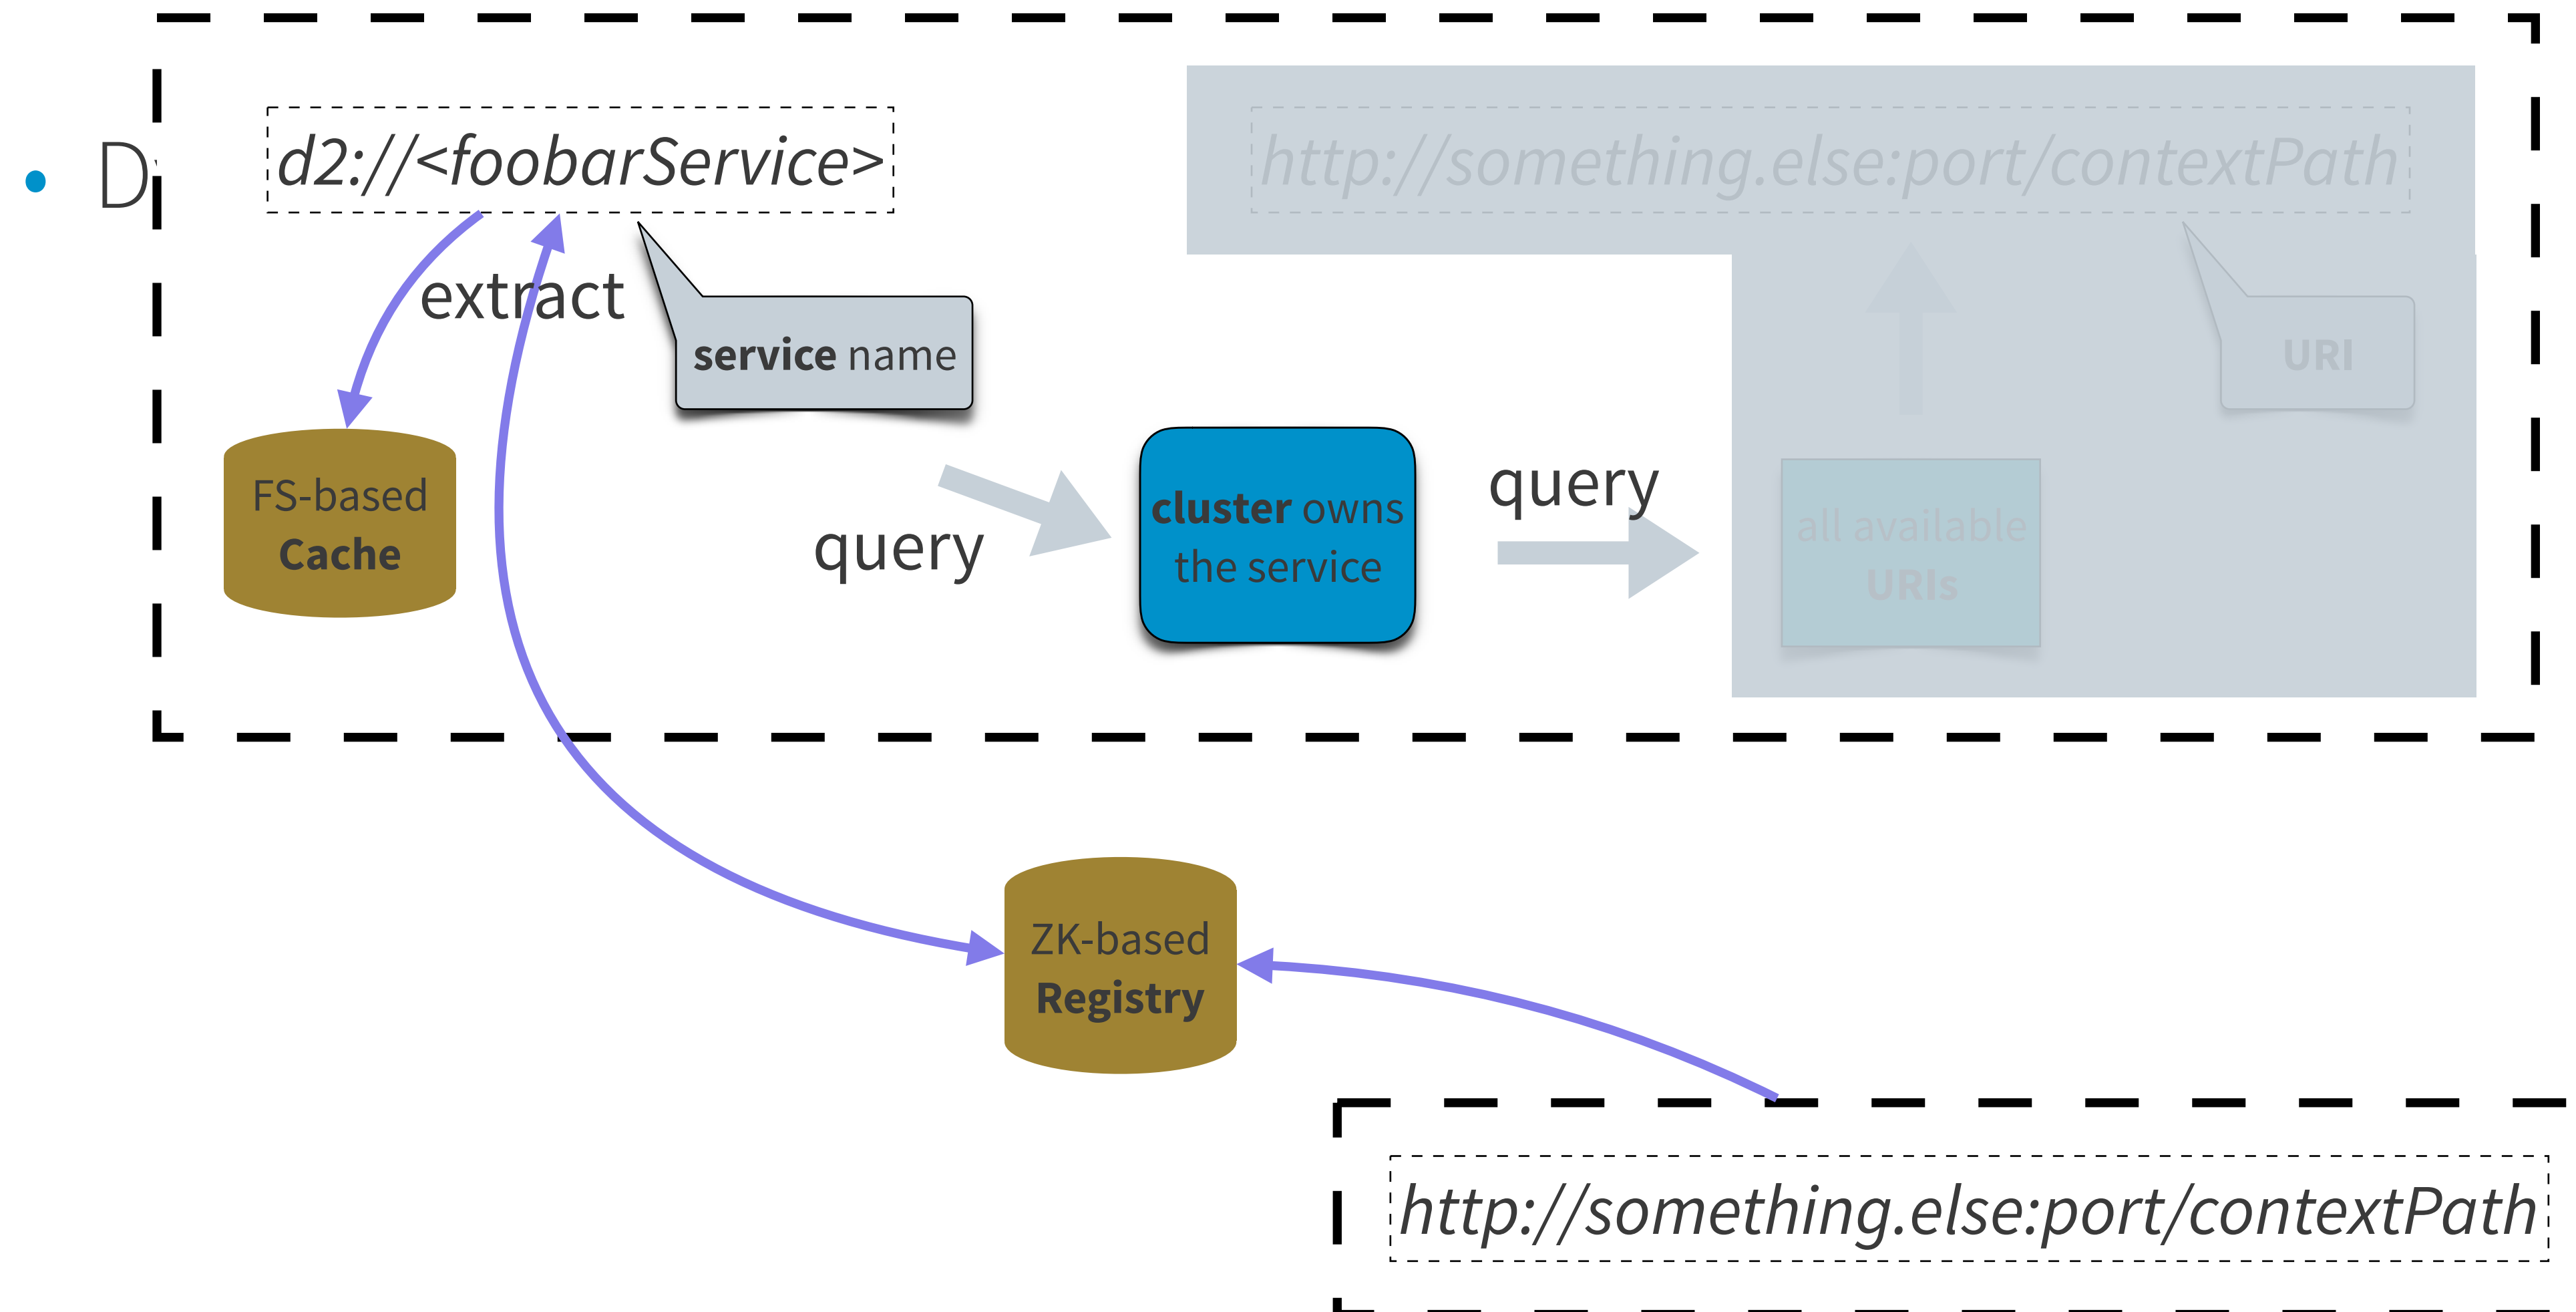 • D
d2://<foobarService>
http://something.else:port/contextPath
extract
service name
URI
FS-based
Cache
query
cluster owns
the service
query
all available
URIs
ZK-based
Registry
http://something.else:port/contextPath